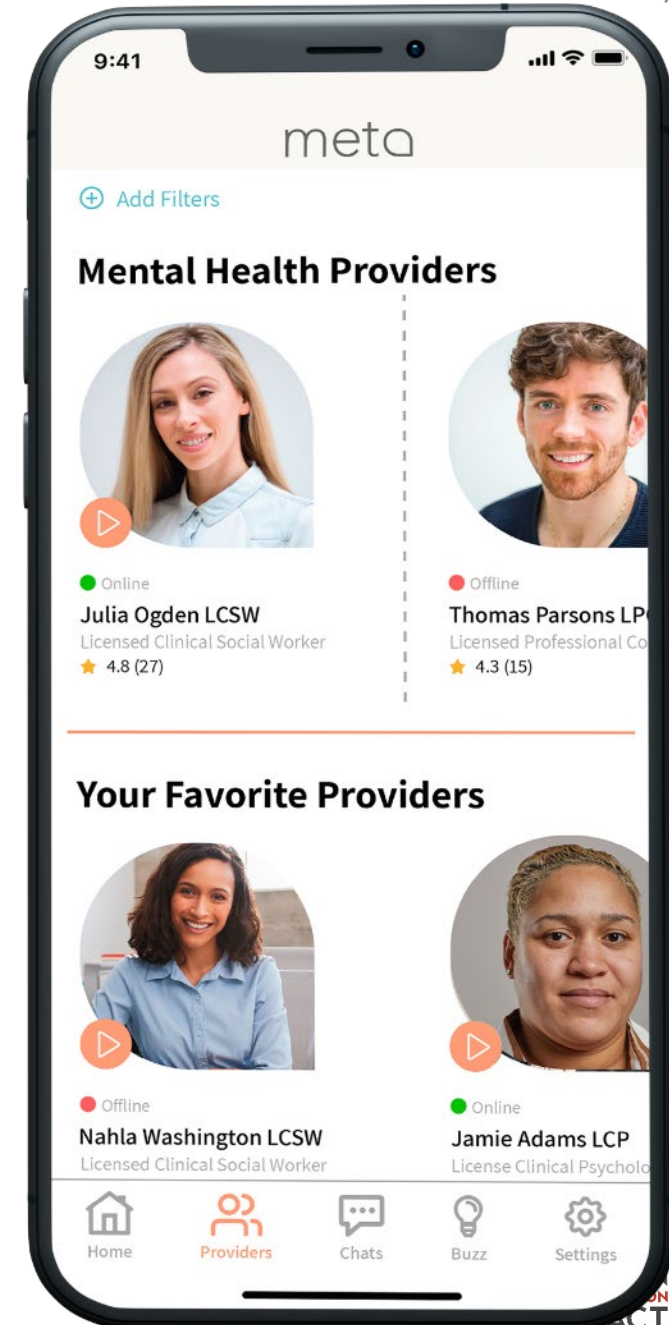 9:41
meta
Add Filters
Mental Health Providers
Online
Offline
Julia Ogden LCSW
Thomas Parsons
Licensed Clinical Social Worker
Licensed Professional
4.8 (27)
4.3 (15)
Your Favorite Providers
Offline
Online
Nahla Washington LCSW
Jamie Adams LCP
Licensed Clinical Social Worker
License Clinical
Home
Providers
Chats
Buzz
Settings